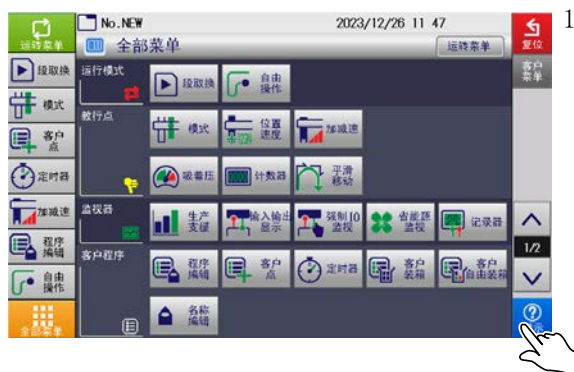 No.NEW 2023/12/26 11 47
1
全部菜单
运转菜单
运转菜单
复位
客户
菜单
段取换
模式
客户
点
定时器
加减速
程序
编辑
自由
操作
全部菜单
运行模式
段取换
自由
操作
教行点
模式
位置
速度
加减速
吸着压
计数器
平滑
移动
监视器
生产
支援
输入输出
显示
强制IO
监视
省能源
监视
记录器
客户程序
程序
编辑
客户
点
定时器
客户
装箱
客户
自由装箱
名称
编辑
1/2